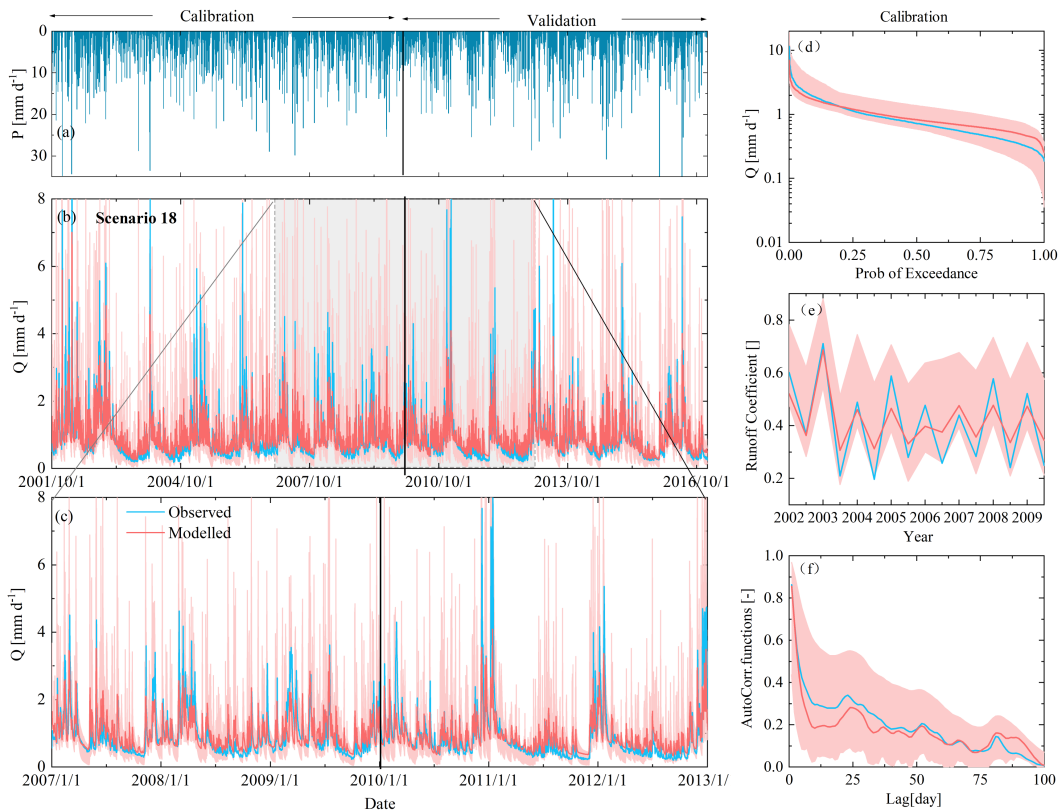 Calibration
Validation
0
10
20
30
P [mm d⁻¹]
(a)
8
6
4
2
0
Q [mm d⁻¹]
(b) Scenario 18
2001/10/1 2004/10/1 2007/10/1 2010/10/1 2013/10/1 2016/10/1
8
6
4
2
0
Q [mm d⁻¹]
(c)
Observed
Modelled
2007/1/1 2008/1/1 2009/1/1 2010/1/1 2011/1/1 2012/1/1 2013/1/
Date
Calibration
(d)
10
1
0.1
0.01
Q [mm d⁻¹]
0.00 0.25 0.50 0.75 1.00
Prob of Exceedance
(e)
0.8
0.6
0.4
0.2
Runoff Coefficient []
2002 2003 2004 2005 2006 2007 2008 2009
Year
(f)
1.0
0.8
0.6
0.4
0.2
0.0
AutoCorr.functions [-]
0 25 50 75 100
Lag[day]